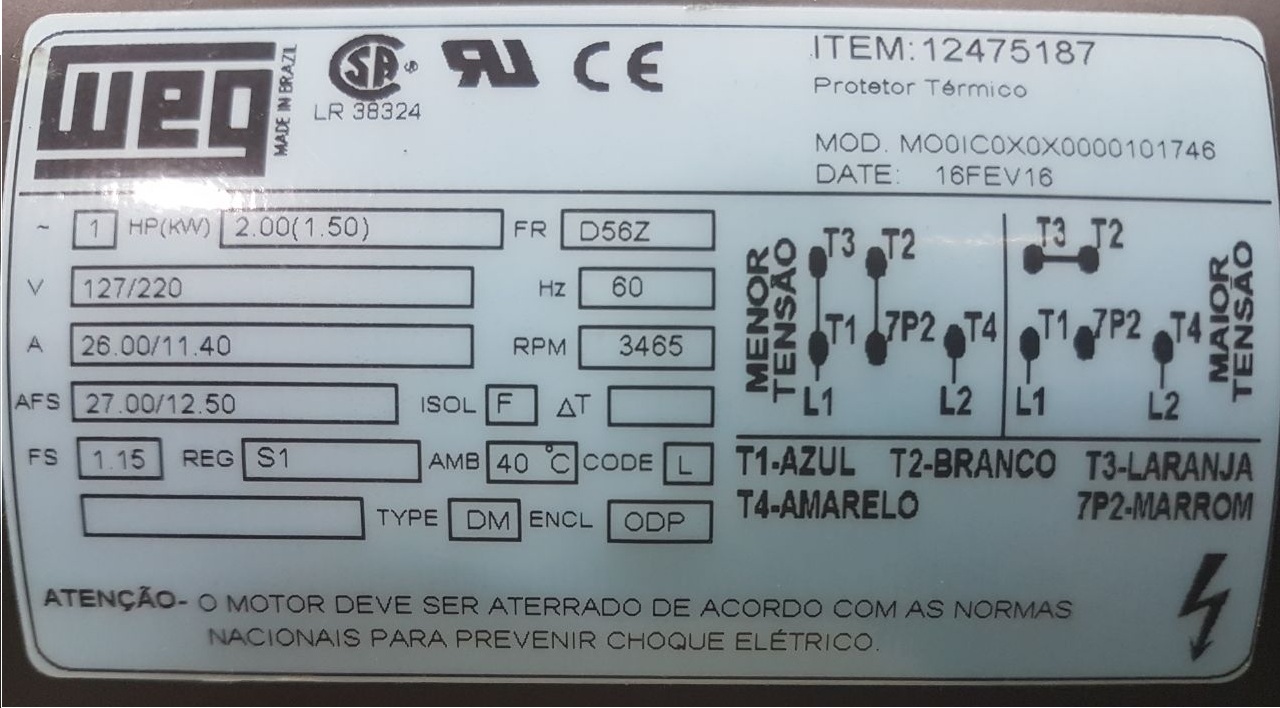 WEG
MADE IN BRAZIL
SA
LR 38324
CE
ITEM: 12475187
Protetor Térmico
MOD. MO0IC0X0X0000101746
DATE: 16FEV16
~ 1 HP(KW) 2.00(1.50) FR D56Z
V 127/220 Hz 60
A 26.00/11.40 RPM 3465
AFS 27.00/12.50 ISOL F ΔT
FS 1.15 REG S1 AMB 40 °C CODE L
TYPE DM ENCL ODP
MENOR TENSÃO
T3 T2
T1 7P2 T4
L1 L2
T3 T2
T1 7P2 T4
L1 L2
MAIOR TENSÃO
T1-AZUL T2-BRANCO T3-LARANJA
T4-AMARELO 7P2-MARROM
ATENÇÃO- O MOTOR DEVE SER ATERRADO DE ACORDO COM AS NORMAS
NACIONAIS PARA PREVENIR CHOQUE ELÉTRICO.